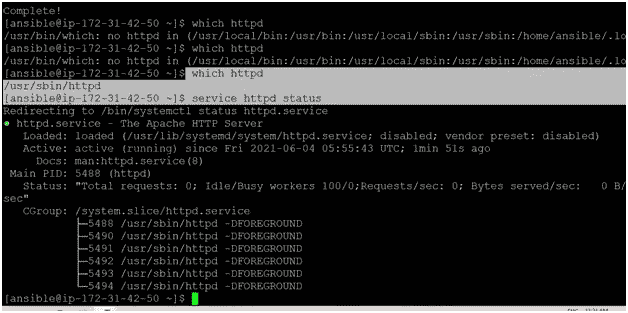 Complete!
[ansible@ip-172-31-42-50 ~]$ which httpd
/usr/bin/which: no httpd in (/usr/local/bin:/usr/bin:/usr/local/sbin:/usr/sbin:/home/ansible/.lo
[ansible@ip-172-31-42-50 ~]$ which httpd
/usr/bin/which: no httpd in (/usr/local/bin:/usr/bin:/usr/local/sbin:/usr/sbin:/home/ansible/.lo
[ansible@ip-172-31-42-50 ~]$ which httpd
/usr/sbin/httpd
[ansible@ip-172-31-42-50 ~]$ service httpd status
Redirecting to /bin/systemctl status httpd.service
● httpd.service - The Apache HTTP Server
Loaded: loaded (/usr/lib/systemd/system/httpd.service; disabled; vendor preset: disabled)
Active: active (running) since Fri 2021-06-04 05:55:43 UTC; 1min 51s ago
Docs: man:httpd.service(8)
Main PID: 5488 (httpd)
Status: "Total requests: 0; Idle/Busy workers 100/0;Requests/sec: 0; Bytes served/sec:   0 B/
sec"
CGroup: /system.slice/httpd.service
├─5488 /usr/sbin/httpd -DFOREGROUND
├─5490 /usr/sbin/httpd -DFOREGROUND
├─5491 /usr/sbin/httpd -DFOREGROUND
├─5492 /usr/sbin/httpd -DFOREGROUND
├─5493 /usr/sbin/httpd -DFOREGROUND
└─5494 /usr/sbin/httpd -DFOREGROUND
[ansible@ip-172-31-42-50 ~]$